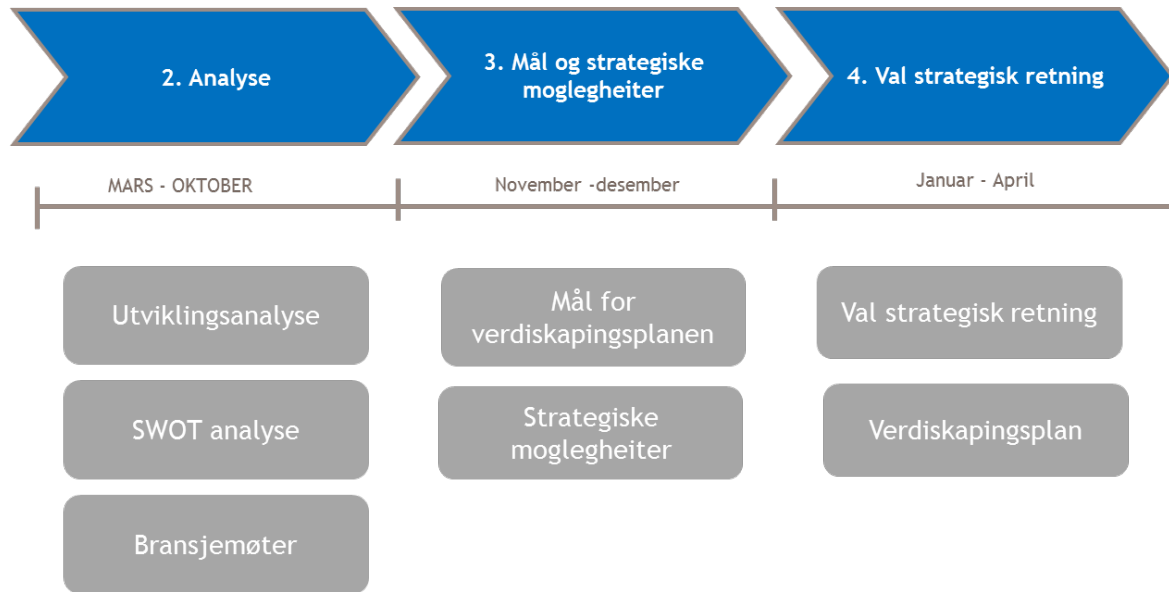 2. Analyse
3. Mål og strategiske
moglegheiter
4. Val strategisk retning
MARS - OKTOBER
November -desember
Januar - April
Utviklingsanalyse
SWOT analyse
Bransjemøter
Mål for
verdiskapingsplanen
Strategiske
moglegheiter
Val strategisk retning
Verdiskapingsplan